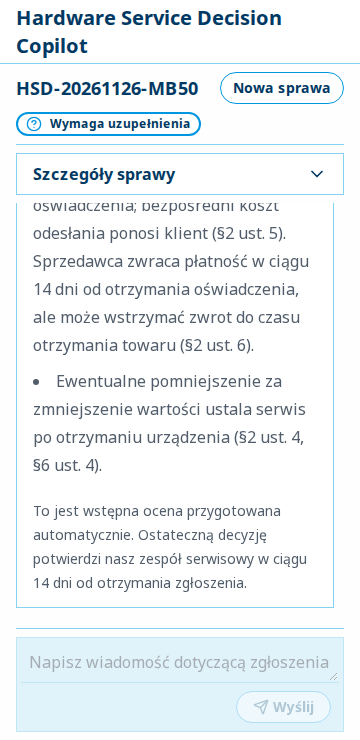 Hardware Service Decision
Copilot
HSD-20261126-MB50
Nowa sprawa
Wymaga uzupełnienia
Szczegóły sprawy
oświadczenia; bezpośredni koszt
odesłania ponosi klient (§2 ust. 5).
Sprzedawca zwraca płatność w ciągu
14 dni od otrzymania oświadczenia,
ale może wstrzymać zwrot do czasu
otrzymania towaru (§2 ust. 6).
• Ewentualne pomniejszenie za
zmniejszenie wartości ustala serwis
po otrzymaniu urządzenia (§2 ust. 4,
§6 ust. 4).
To jest wstępna ocena przygotowana
automatycznie. Ostateczną decyzję
potwierdzi nasz zespół serwisowy w ciągu
14 dni od otrzymania zgłoszenia.
Napisz wiadomość dotyczącą zgłoszenia
Wyślij